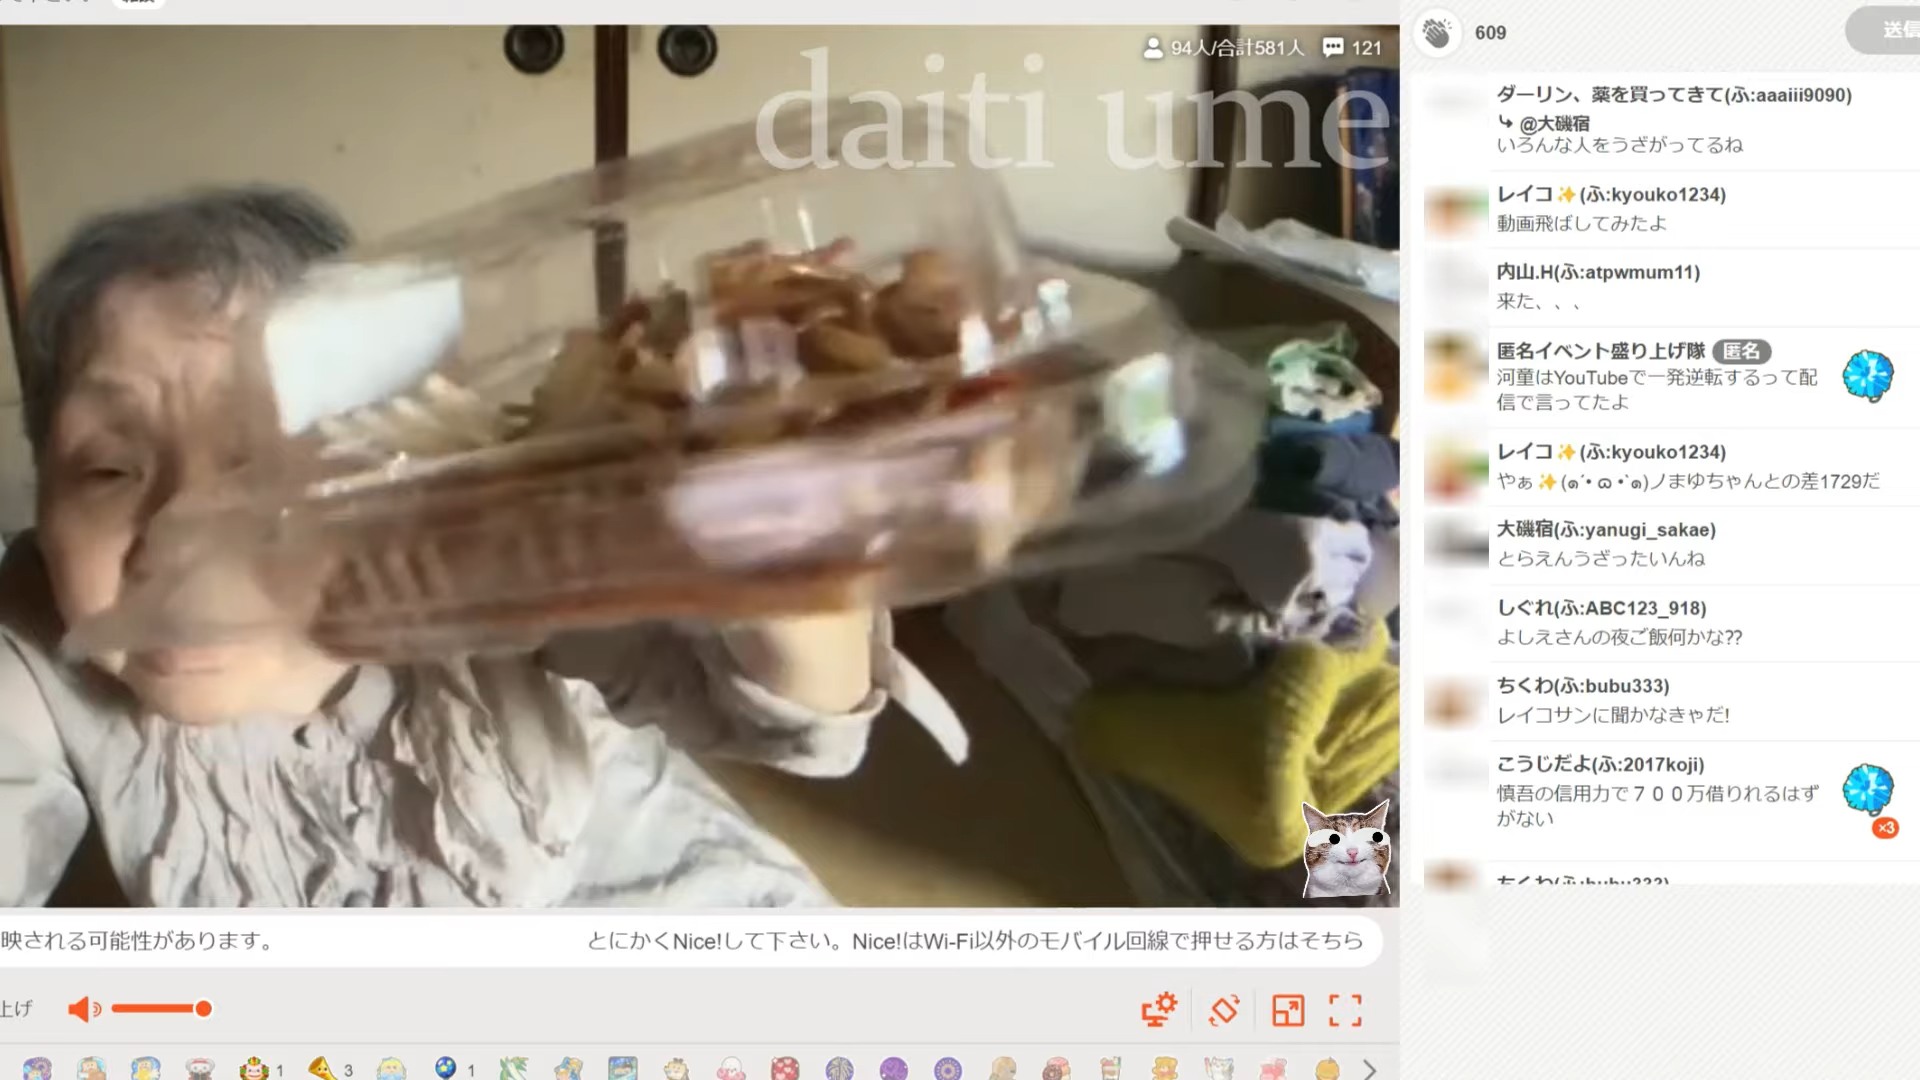 94人/合計581人 121
daiti ume
609
送信
ダーリン、薬を買ってきて(ふ:aaaiii9090)
@大磯宿
いろんな人をうざがってるね
レイコ✨(ふ:kyouko1234)
動画飛ばしてみたよ
内山.H(ふ:atpwmum11)
来た、、、
匿名イベント盛り上げ隊 匿名
河童はYouTubeで一発逆転するって配
信で言ってたよ
レイコ✨(ふ:kyouko1234)
やぁ✨(๑´•ω•`๑)ノまゆちゃんとの差1729だ
大磯宿(ふ:yanugi_sakae)
とらえんうざったいんね
しぐれ(ふ:ABC123_918)
よしえさんの夜ご飯何かな??
ちくわ(ふ:bubu333)
レイコサンに聞かなきゃだ!
こうじだよ(ふ:2017koji)
慎吾の信用力で７００万借りれるはず
がない
×3
ちくわ(ふ:bubu333)
映される可能性があります。 とにかくNice!して下さい。Nice!はWi-Fi以外のモバイル回線で押せる方はそちら
上げ
1 3 1